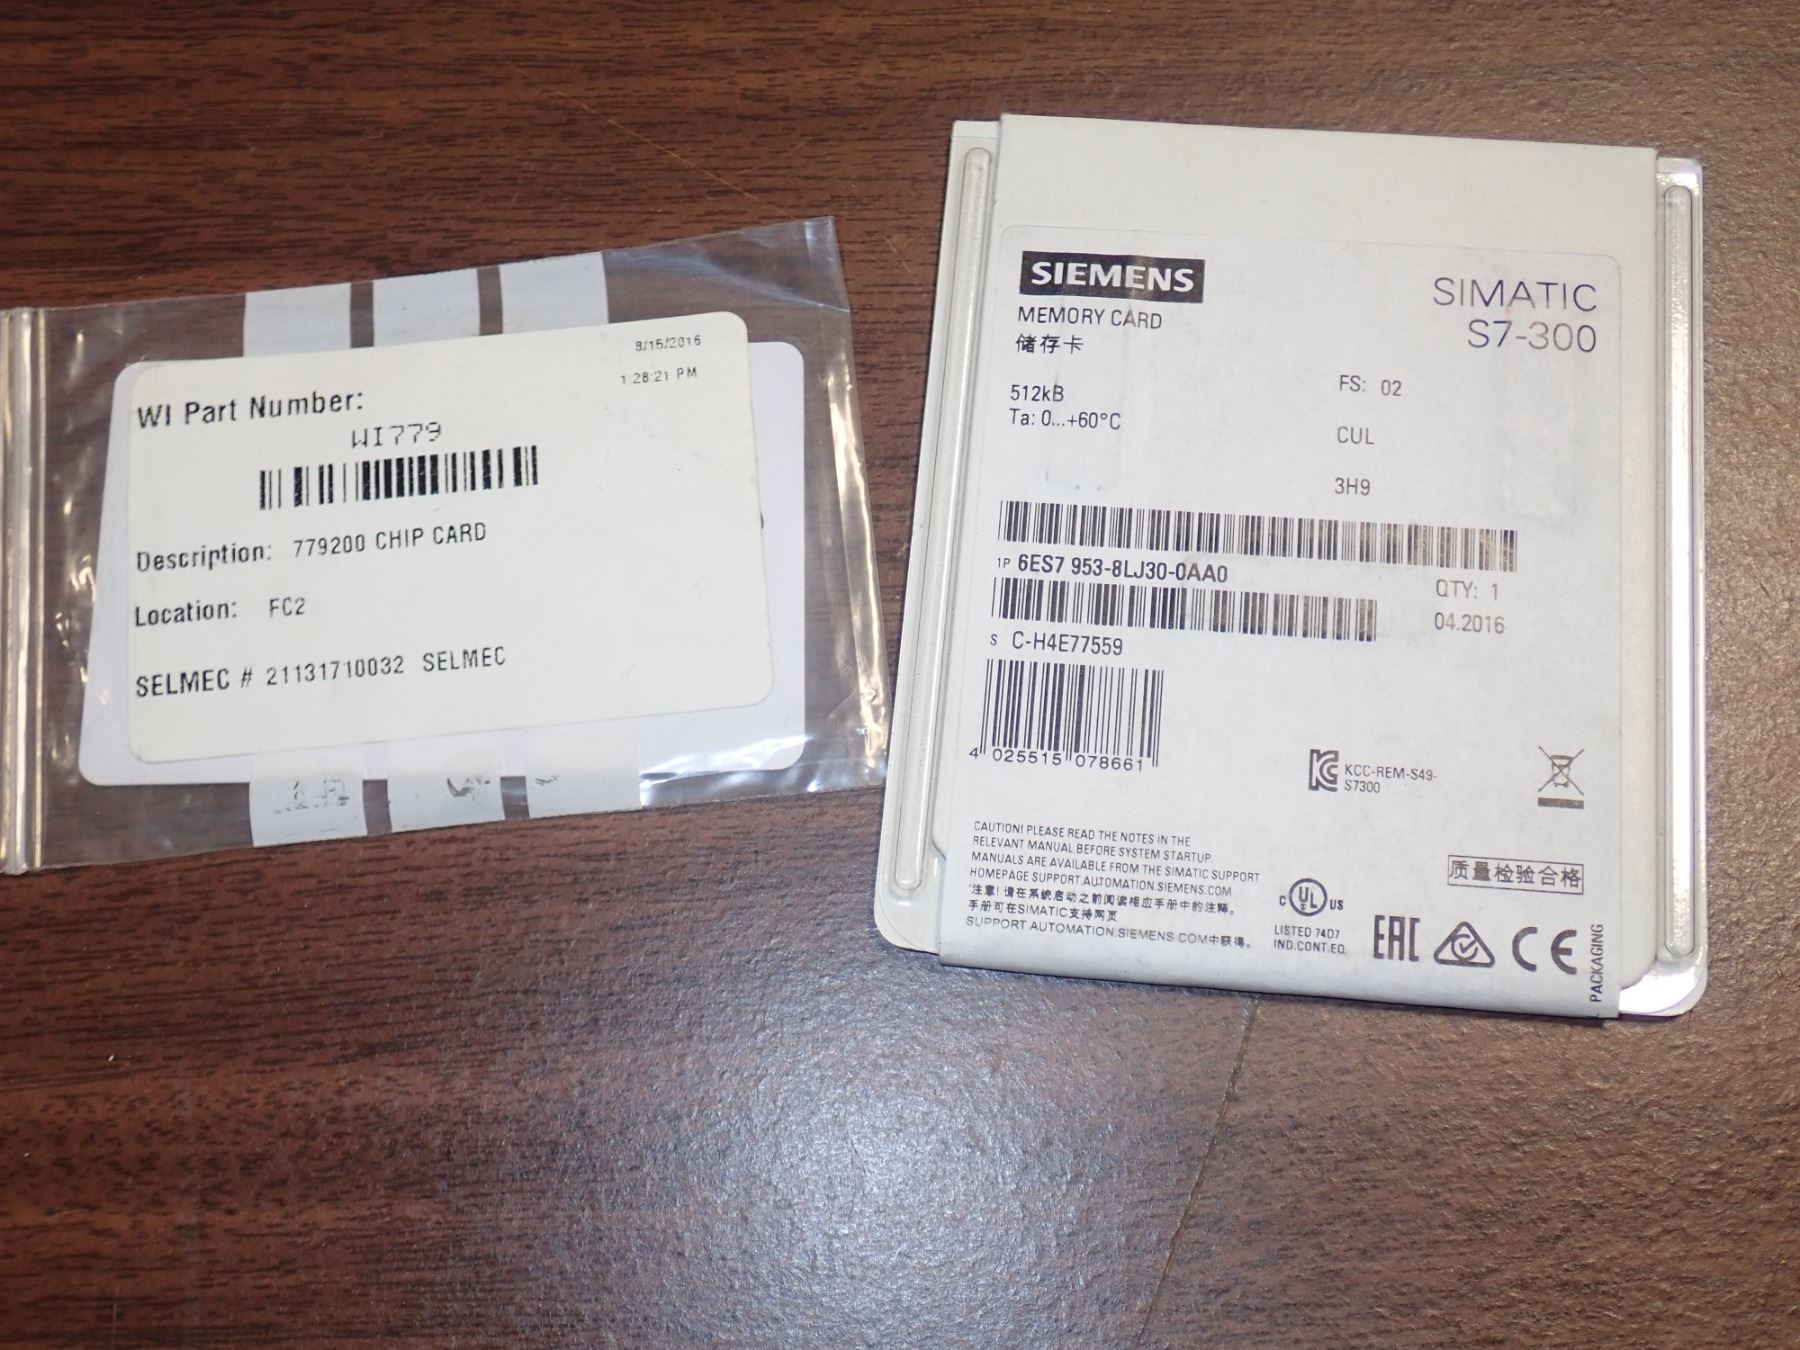 8/15/2016
1:28:21 PM
WI Part Number:
WI779
Description: 779200 CHIP CARD
Location: FC2
SELMEC # 21131710032 SELMEC
SIEMENS
SIMATIC
S7-300
MEMORY CARD
储存卡
512kB
Ta: 0...+60°C
FS: 02
CUL
3H9
1P 6ES7 953-8LJ30-0AA0
QTY: 1
04.2016
S C-H4E77559
4 025515 078661
KCC-REM-S49-
S7300
CAUTION! PLEASE READ THE NOTES IN THE
RELEVANT MANUAL BEFORE SYSTEM STARTUP.
MANUALS ARE AVAILABLE FROM THE SIMATIC SUPPORT
HOMEPAGE SUPPORT.AUTOMATION.SIEMENS.COM
注意! 请在系统启动之前阅读相应手册中的注释。
手册可在SIMATIC支持网页
SUPPORT.AUTOMATION.SIEMENS.COM中获得。
质量检验合格
C UL US
LISTED 74D7
IND.CONT.EQ.
EAC
CE
PACKAGING